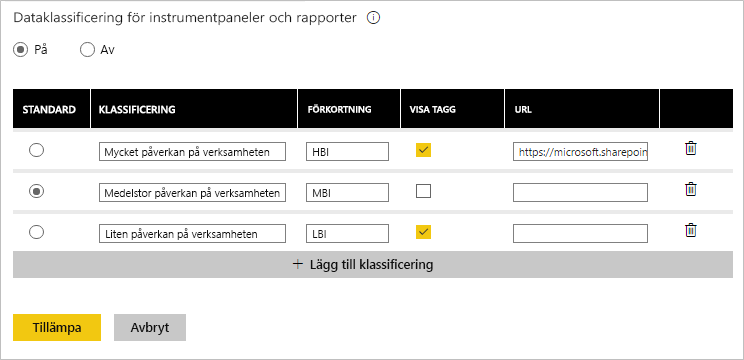 Dataklassificering för instrumentpaneler och rapporter
På Av
STANDARD KLASSIFICERING FÖRKORTNING VISA TAGG URL
Mycket påverkan på verksamheten HBI https://microsoft.sharepoin
Medelstor påverkan på verksamheten MBI
Liten påverkan på verksamheten LBI
+ Lägg till klassificering
Tillämpa Avbryt